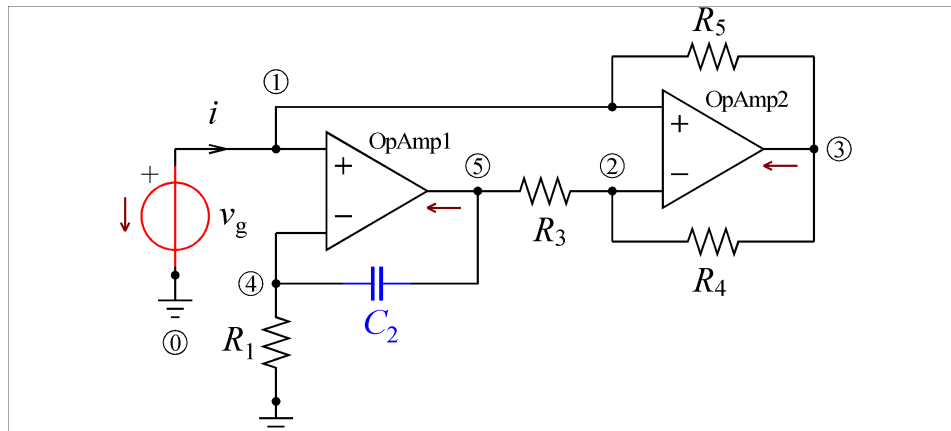 R5
① OpAmp2
i OpAmp1
+ ⑤ ② + ③
+ −
vg −
R3
④ R4
C2
R1
⓪